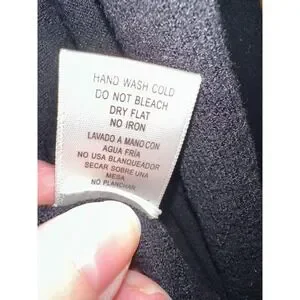 HAND WASH COLD
DO NOT BLEACH
DRY FLAT
NO IRON
LAVADO A MANO CON
AGUA FRÍA
NO USA BLANQUEADOR
SECAR SOBRE UNA
MESA
NO PLANCHAR